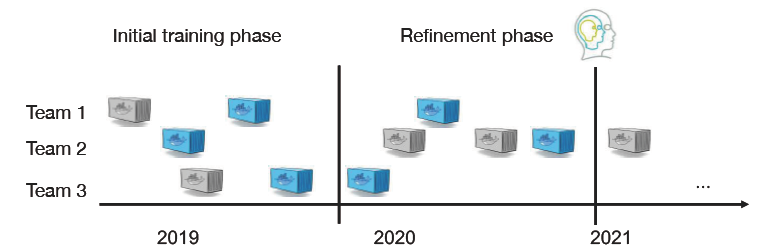 Initial training phase
Refinement phase
Team 1
Team 2
Team 3
...
2019
2020
2021